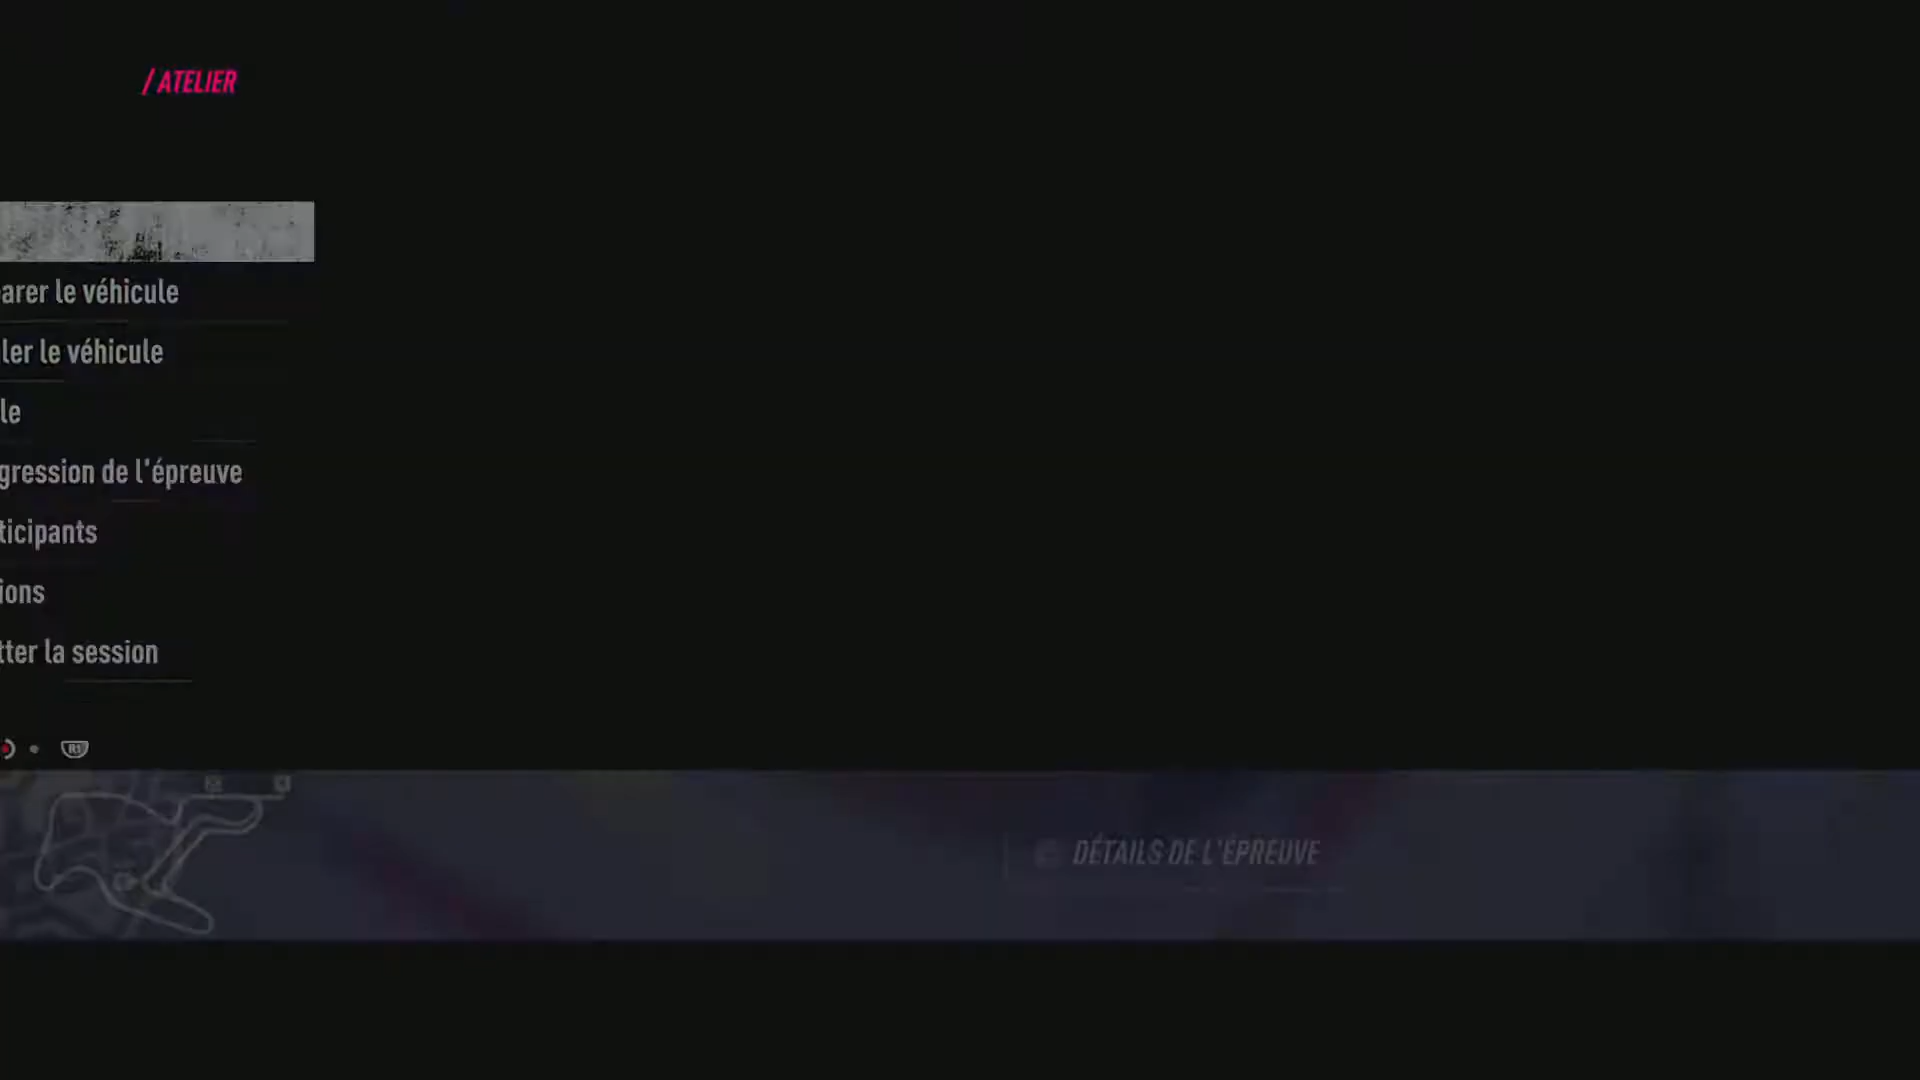 / ATELIER
arer le véhicule
ler le véhicule
le
gression de l'épreuve
ticipants
ions
tter la session
R1
DÉTAILS DE L'ÉPREUVE